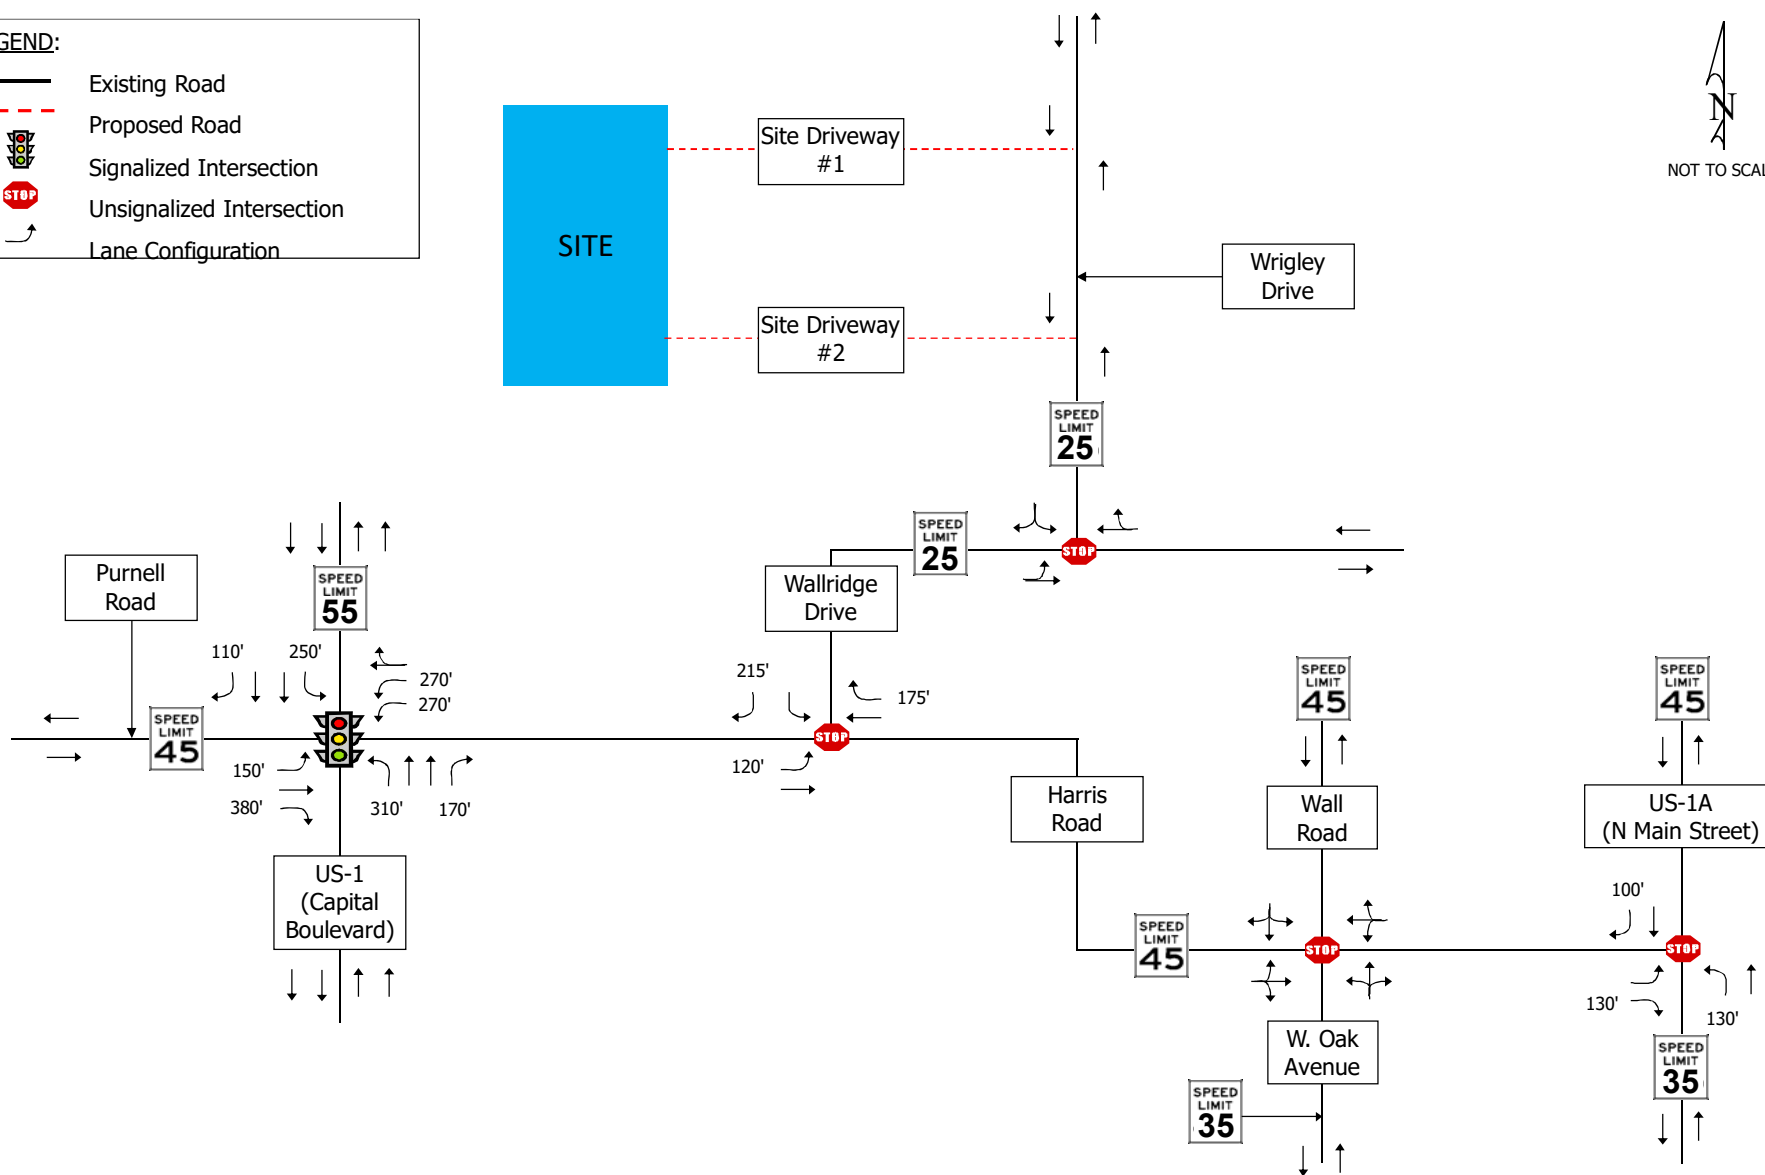 GEND:
Existing Road
Proposed Road
Signalized Intersection
STOP
Unsignalized Intersection
Lane Configuration
SITE
Site Driveway
#1
Site Driveway
#2
Wrigley
Drive
N
NOT TO SCAL
SPEED
LIMIT
25
SPEED
LIMIT
25
STOP
Purnell
Road
SPEED
LIMIT
55
Wallridge
Drive
110'
250'
270'
270'
SPEED
LIMIT
45
150'
380'
310'
170'
US-1
(Capital
Boulevard)
215'
175'
STOP
120'
Harris
Road
SPEED
LIMIT
45
Wall
Road
SPEED
LIMIT
45
US-1A
(N Main Street)
SPEED
LIMIT
45
STOP
100'
STOP
130'
130'
W. Oak
Avenue
SPEED
LIMIT
35
SPEED
LIMIT
35